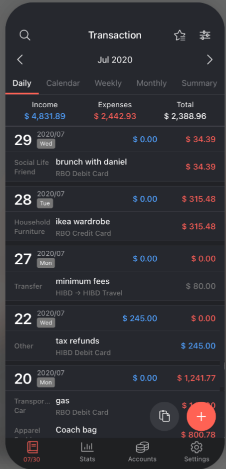 Transaction
Jul 2020
Daily Calendar Weekly Monthly Summary
Income Expenses Total
$ 4,831.89 $ 2,442.93 $ 2,388.96
29 2020/07 Wed $ 0.00 $ 34.39
Social Life brunch with daniel $ 34.39
Friend RBO Debit Card
28 2020/07 Tue $ 0.00 $ 315.48
Household ikea wardrobe $ 315.48
Furniture RBO Credit Card
27 2020/07 Mon $ 0.00 $ 0.00
Transfer minimum fees $ 80.00
HIBD → HIBD Travel
22 2020/07 Wed $ 245.00 $ 0.00
Other tax refunds $ 245.00
HIBD Debit Card
20 2020/07 Mon $ 0.00 $ 1,241.77
Transpor... gas
Car RBO Debit Card
Apparel Coach bag $ 800.78
07/30 Stats Accounts Settings